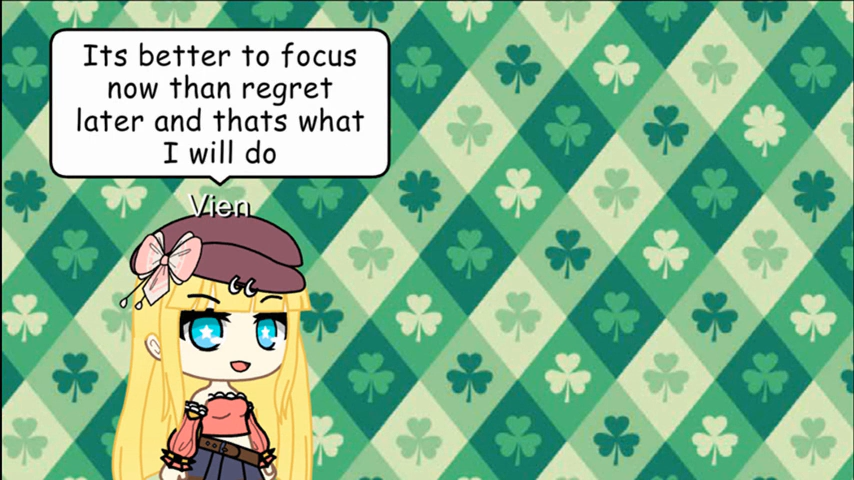 Its better to focus
now than regret
later and thats what
I will do
Vien